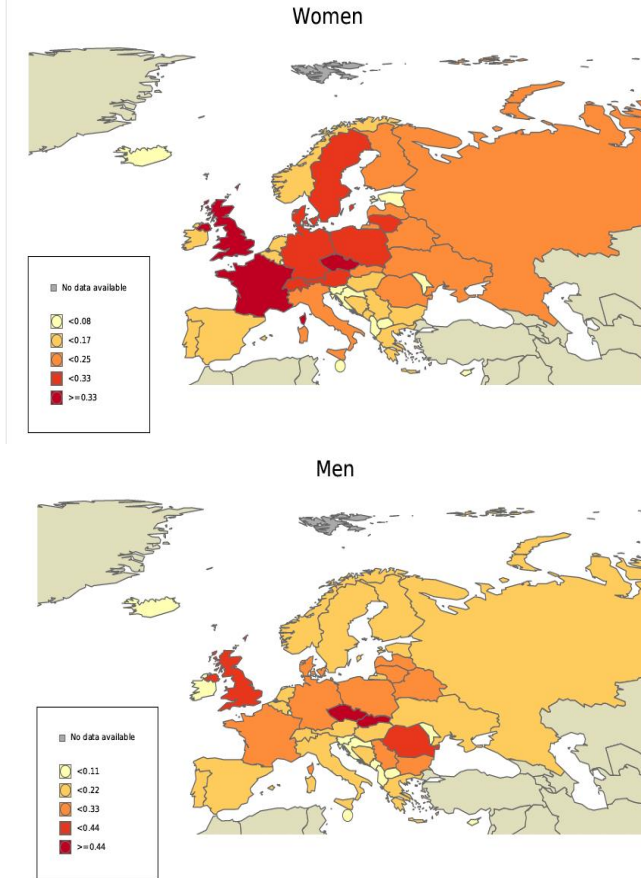 Women
No data available
<0.08
<0.17
<0.25
<0.33
>=0.33
Men
No data available
<0.11
<0.22
<0.33
<0.44
>=0.44